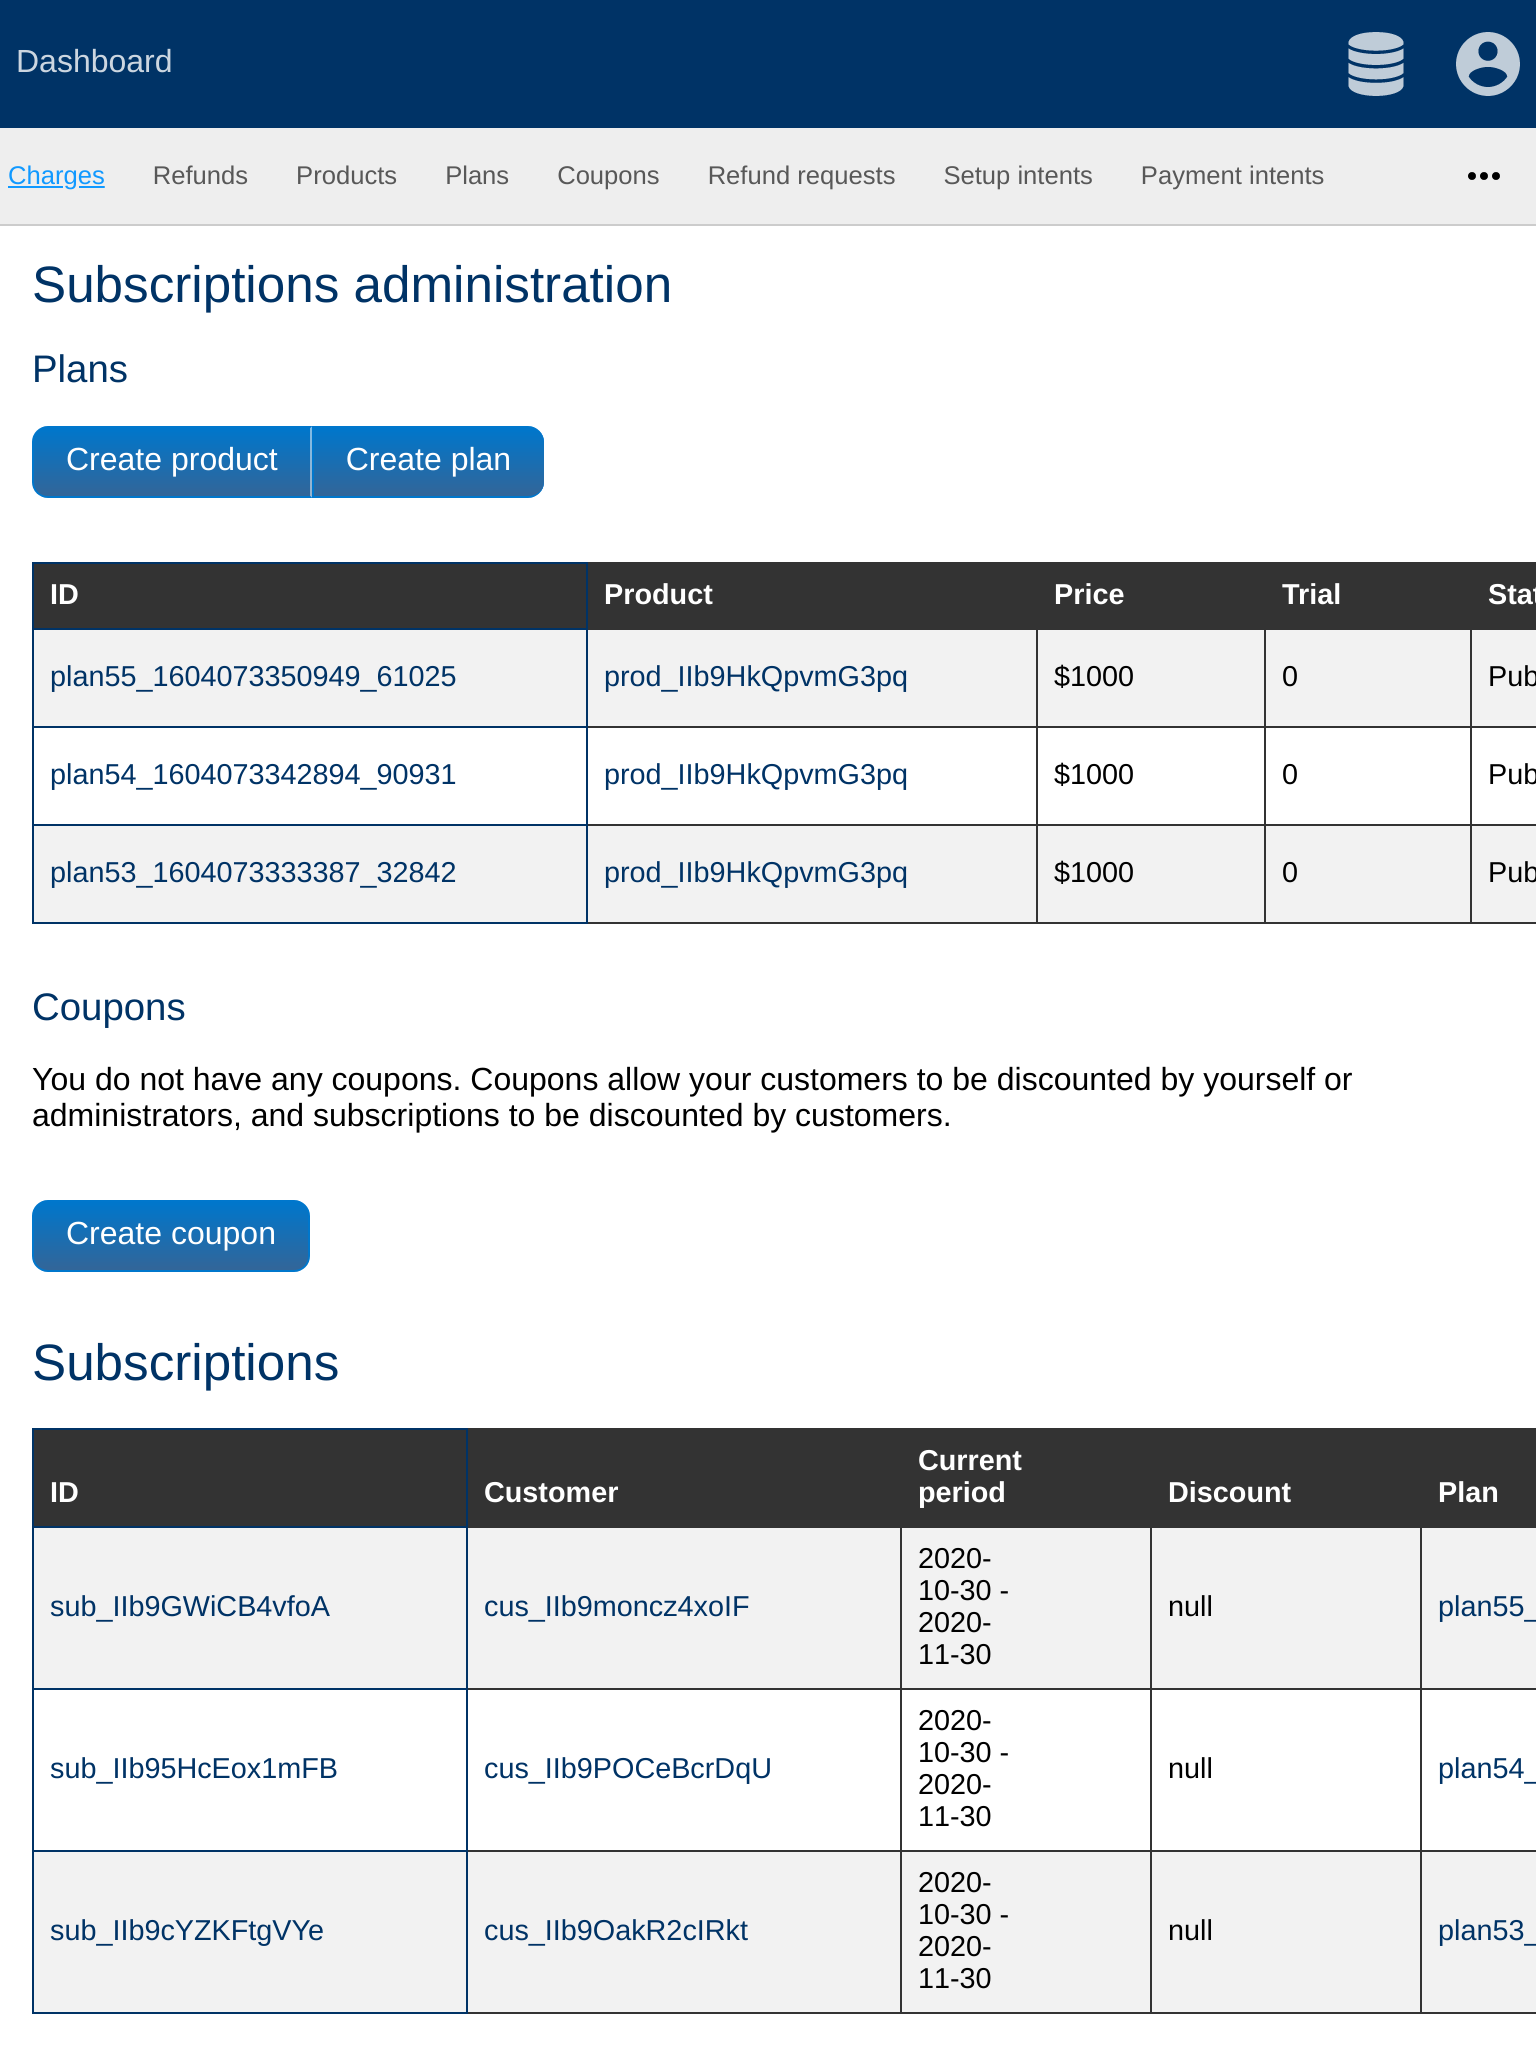 Dashboard
Charges Refunds Products Plans Coupons Refund requests Setup intents Payment intents
Subscriptions administration
Plans
Create product Create plan
ID Product Price Trial Stat
plan55_1604073350949_61025 prod_IIb9HkQpvmG3pq $1000 0 Pub
plan54_1604073342894_90931 prod_IIb9HkQpvmG3pq $1000 0 Pub
plan53_1604073333387_32842 prod_IIb9HkQpvmG3pq $1000 0 Pub
Coupons
You do not have any coupons. Coupons allow your customers to be discounted by yourself or
administrators, and subscriptions to be discounted by customers.
Create coupon
Subscriptions
ID Customer Current period Discount Plan
sub_IIb9GWiCB4vfoA cus_IIb9moncz4xoIF 2020-10-30 - 2020-11-30 null plan55_
sub_IIb95HcEox1mFB cus_IIb9POCeBcrDqU 2020-10-30 - 2020-11-30 null plan54_
sub_IIb9cYZKFtgVYe cus_IIb9OakR2cIRkt 2020-10-30 - 2020-11-30 null plan53_